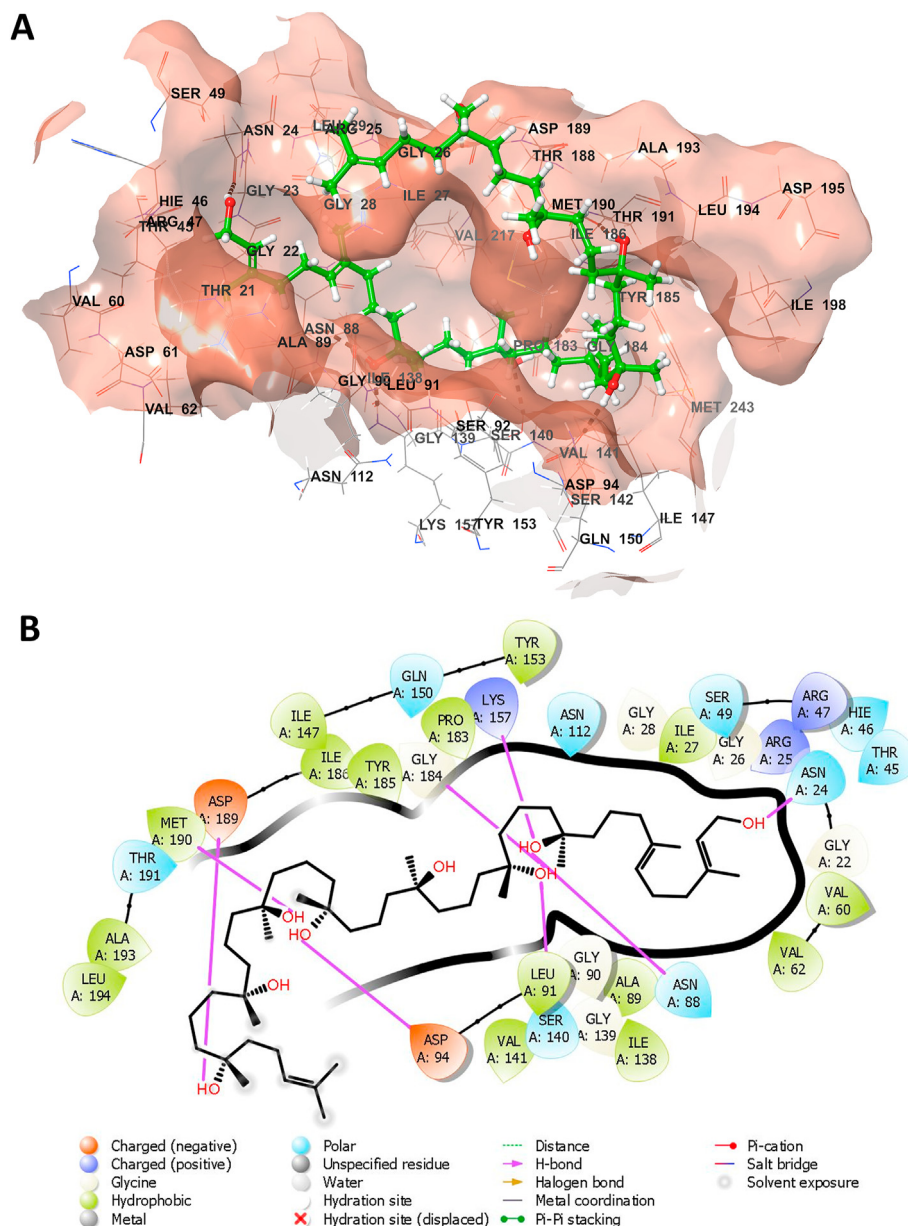 A
SER 49
ASN 24
LEU 29
ARG 25
GLY 26
ASP 189
THR 188
ALA 193
HIE 46
GLY 23
GLY 28
ILE 27
MET 190
THR 191
LEU 194
ASP 195
ARG 47
THR 45
VAL 217
ILE 186
GLY 22
THR 21
TYR 185
VAL 60
ILE 198
ASN 88
ALA 89
PRO 183
GLY 184
ASP 61
GLY 90
ILE 138
LEU 91
VAL 62
MET 243
SER 92
GLY 139
SER 140
VAL 141
ASN 112
ASP 94
SER 142
LYS 157
TYR 153
ILE 147
GLN 150
B
TYR
A: 153
GLN
A: 150
LYS
A: 157
ILE
A: 147
PRO
A: 183
ASN
A: 112
GLY
A: 28
SER
A: 49
ARG
A: 47
HIE
A: 46
ILE
A: 186
TYR
A: 185
GLY
A: 184
ILE
A: 27
GLY
A: 26
ARG
A: 25
THR
A: 45
ASP
A: 189
ASN
A: 24
MET
A: 190
OH
HO
THR
A: 191
OH
OH
GLY
A: 22
OH
HO
VAL
A: 60
ALA
A: 193
LEU
A: 194
OH
VAL
A: 62
LEU
A: 91
GLY
A: 90
ALA
A: 89
ASN
A: 88
ASP
A: 94
VAL
A: 141
SER
A: 140
GLY
A: 139
ILE
A: 138
HO
Charged (negative)
Charged (positive)
Glycine
Hydrophobic
Metal
Polar
Unspecified residue
Water
Hydration site
Hydration site (displaced)
Distance
H-bond
Halogen bond
Metal coordination
Pi-Pi stacking
Pi-cation
Salt bridge
Solvent exposure